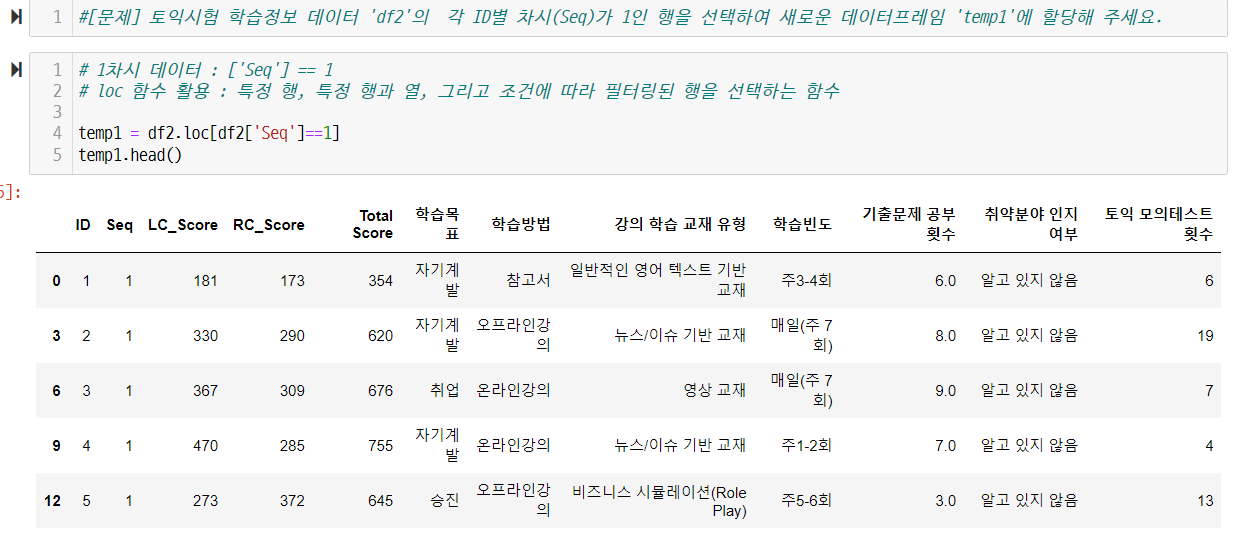 1 #[문제] 토익시험 학습정보 데이터 'df2'의  각 ID별 차시(Seq)가 1인 행을 선택하여 새로운 데이터프레임 'temp1'에 할당해 주세요.
1 # 1차시 데이터 : ['Seq'] == 1
2 # loc 함수 활용 : 특정 행, 특정 행과 열, 그리고 조건에 따라 필터링된 행을 선택하는 함수
3
4 temp1 = df2.loc[df2['Seq']==1]
5 temp1.head()
5]:
ID Seq LC_Score RC_Score Total Score 학습목표 학습방법 강의 학습 교재 유형 학습빈도 기출문제 공부 횟수 취약분야 인지 여부 토익 모의테스트 횟수
0 1 1 181 173 354 자기계발 참고서 일반적인 영어 텍스트 기반 교재 주3-4회 6.0 알고 있지 않음 6
3 2 1 330 290 620 자기계발 오프라인강의 뉴스/이슈 기반 교재 매일(주 7회) 8.0 알고 있지 않음 19
6 3 1 367 309 676 취업 온라인강의 영상 교재 매일(주 7회) 9.0 알고 있지 않음 7
9 4 1 470 285 755 자기계발 온라인강의 뉴스/이슈 기반 교재 주1-2회 7.0 알고 있지 않음 4
12 5 1 273 372 645 승진 오프라인강의 비즈니스 시뮬레이션(Role Play) 주5-6회 3.0 알고 있지 않음 13